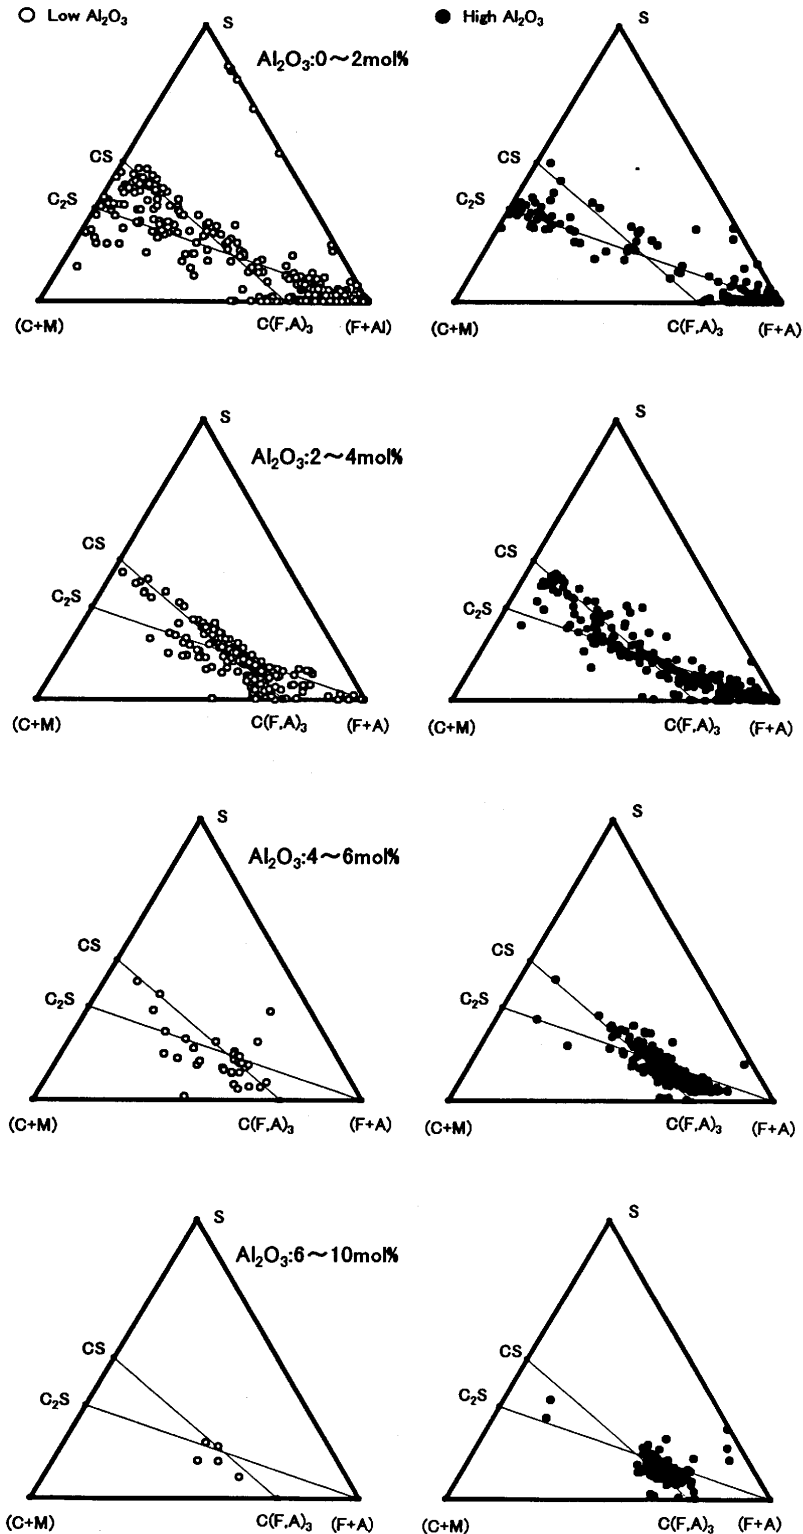 Low Al₂O₃ High Al₂O₃
S S
Al₂O₃:0～2mol%
CS CS
C₂S C₂S
(C+M) C(F,A)₃ (F+Al) (C+M) C(F,A)₃ (F+A)
S S
Al₂O₃:2～4mol%
CS CS
C₂S C₂S
(C+M) C(F,A)₃ (F+A) (C+M) C(F,A)₃ (F+A)
S S
Al₂O₃:4～6mol%
CS CS
C₂S C₂S
(C+M) C(F,A)₃ (F+A) (C+M) C(F,A)₃ (F+A)
S S
Al₂O₃:6～10mol%
CS CS
C₂S C₂S
(C+M) C(F,A)₃ (F+A) (C+M) C(F,A)₃ (F+A)